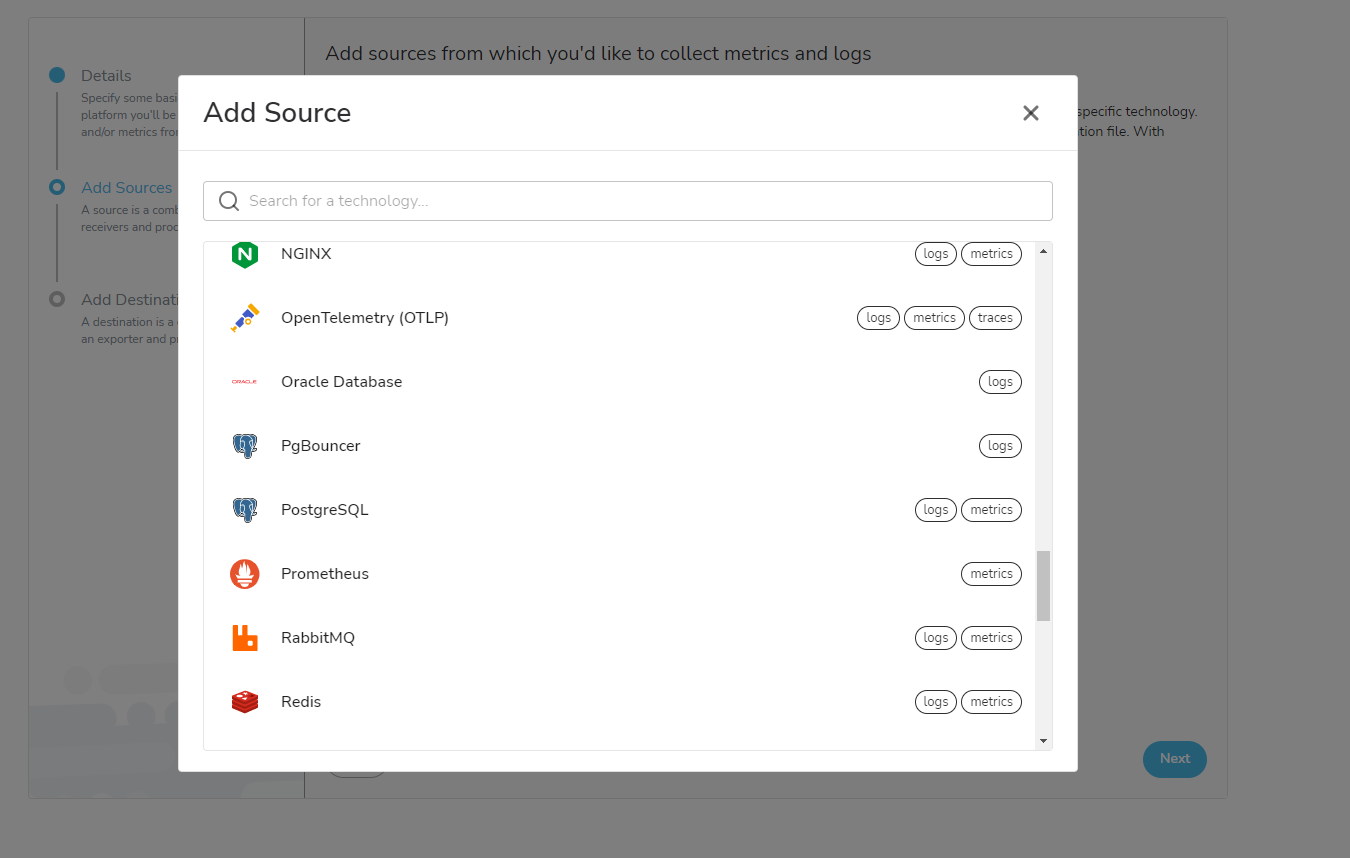 Add sources from which you'd like to collect metrics and logs
Details
Specify some basi
platform you'll be
and/or metrics fro
specific technology.
tion file. With
Add Sources
A source is a comb
receivers and proc
Add Destinati
A destination is a
an exporter and p
Add Source
Search for a technology...
NGINX logs metrics
OpenTelemetry (OTLP) logs metrics traces
ORACLE Oracle Database logs
PgBouncer logs
PostgreSQL logs metrics
Prometheus metrics
RabbitMQ logs metrics
Redis logs metrics
Next